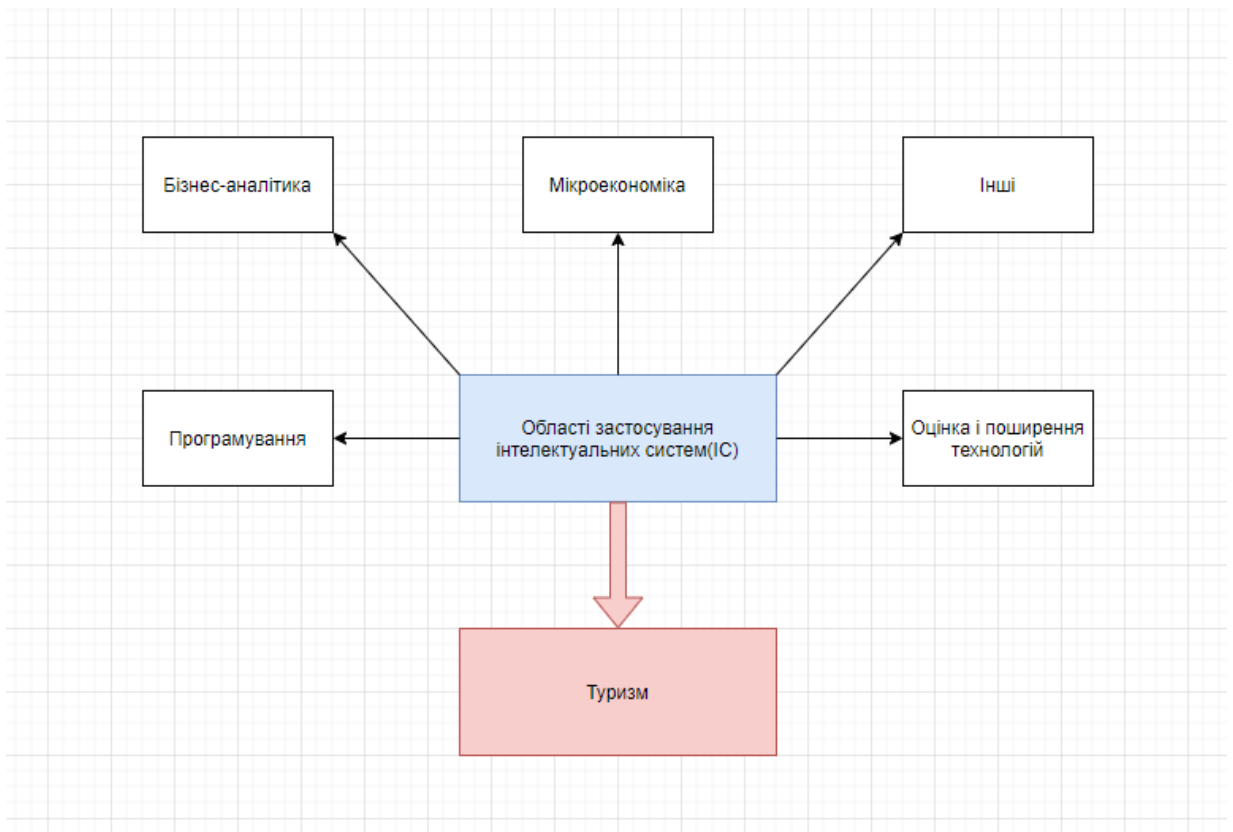 Бізнес-аналітика
Мікроекономіка
Інші
Програмування
Області застосування
інтелектуальних систем(ІС)
Оцінка і поширення
технологій
Туризм